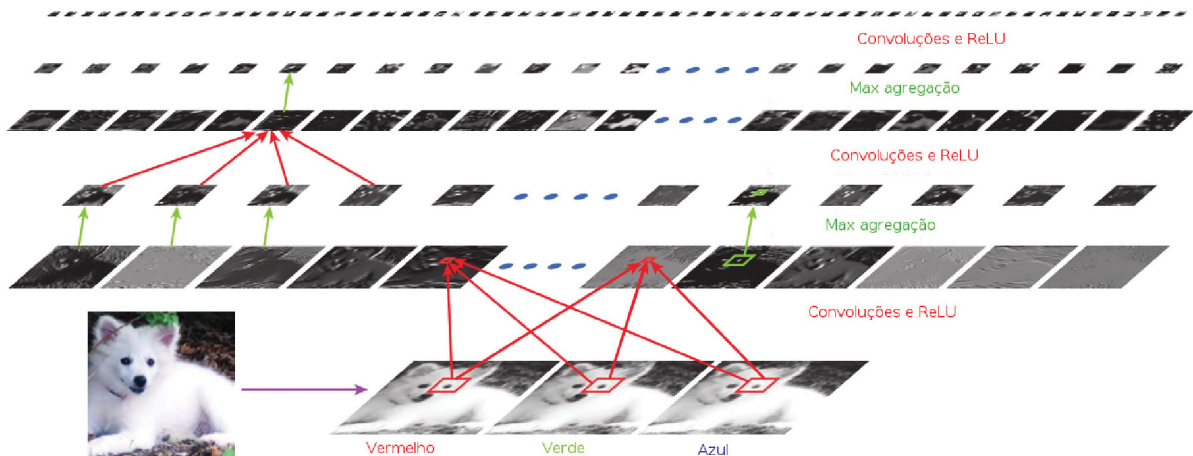 Convoluções e ReLU
Max agregação
Convoluções e ReLU
Max agregação
Convoluções e ReLU
Vermelho
Verde
Azul